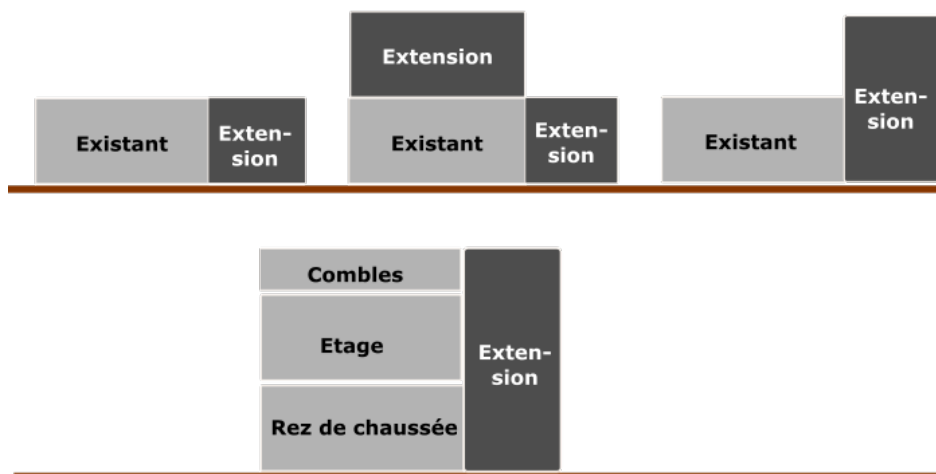 Extension
Existant
Exten-
sion
Existant
Exten-
sion
Existant
Exten-
sion
Combles
Etage
Rez de chaussée
Exten-
sion